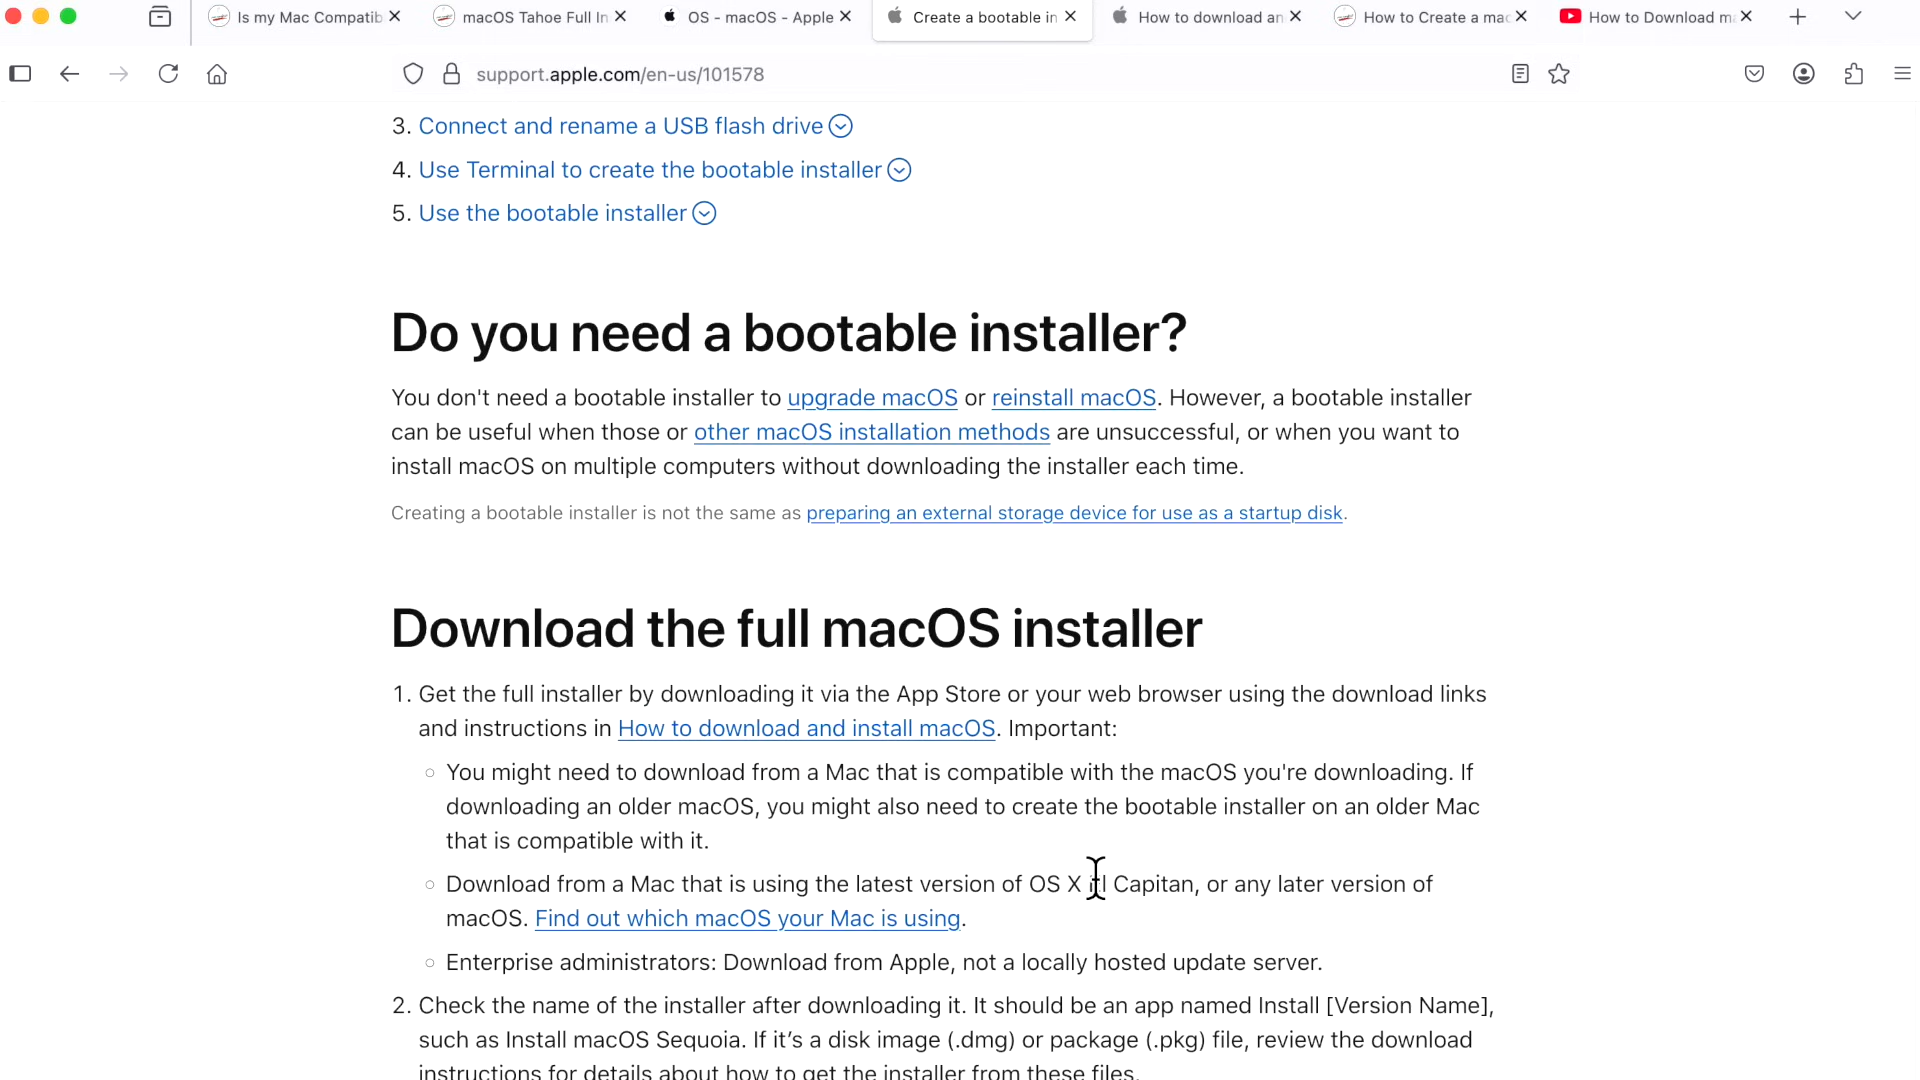 Is my Mac Compatib
macOS Tahoe Full In
OS - macOS - Apple
Create a bootable in
How to download an
How to Create a mac
How to Download ma
support.apple.com/en-us/101578
3. Connect and rename a USB flash drive
4. Use Terminal to create the bootable installer
5. Use the bootable installer
Do you need a bootable installer?
You don't need a bootable installer to upgrade macOS or reinstall macOS. However, a bootable installer
can be useful when those or other macOS installation methods are unsuccessful, or when you want to
install macOS on multiple computers without downloading the installer each time.
Creating a bootable installer is not the same as preparing an external storage device for use as a startup disk.
Download the full macOS installer
1. Get the full installer by downloading it via the App Store or your web browser using the download links
and instructions in How to download and install macOS. Important:
You might need to download from a Mac that is compatible with the macOS you're downloading. If
downloading an older macOS, you might also need to create the bootable installer on an older Mac
that is compatible with it.
Download from a Mac that is using the latest version of OS X El Capitan, or any later version of
macOS. Find out which macOS your Mac is using.
Enterprise administrators: Download from Apple, not a locally hosted update server.
2. Check the name of the installer after downloading it. It should be an app named Install [Version Name],
such as Install macOS Sequoia. If it’s a disk image (.dmg) or package (.pkg) file, review the download
instructions for details about how to get the installer from these files.